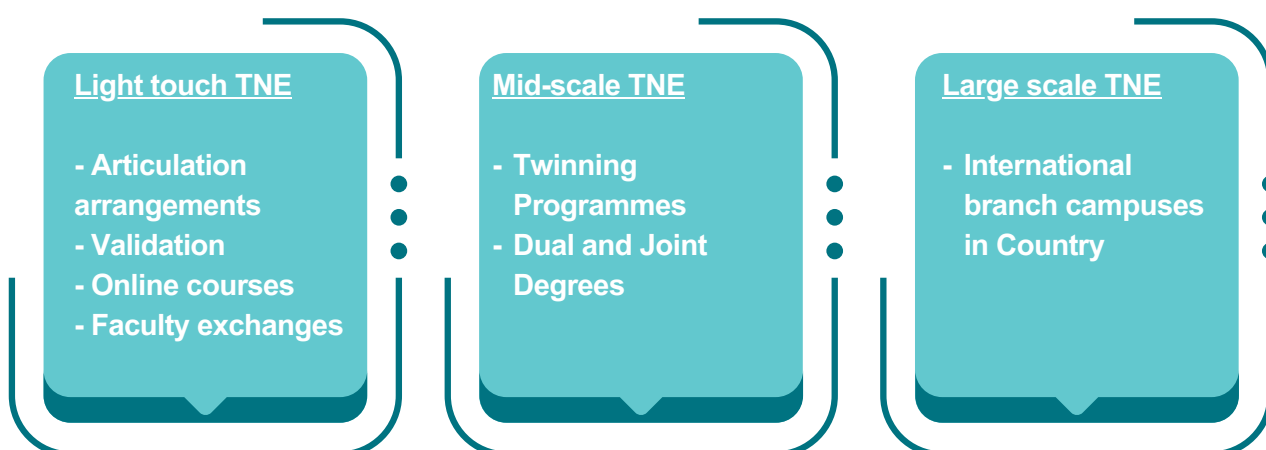 Light touch TNE
- Articulation
arrangements
- Validation
- Online courses
- Faculty exchanges
Mid-scale TNE
- Twinning
Programmes
- Dual and Joint
Degrees
Large scale TNE
- International
branch campuses
in Country